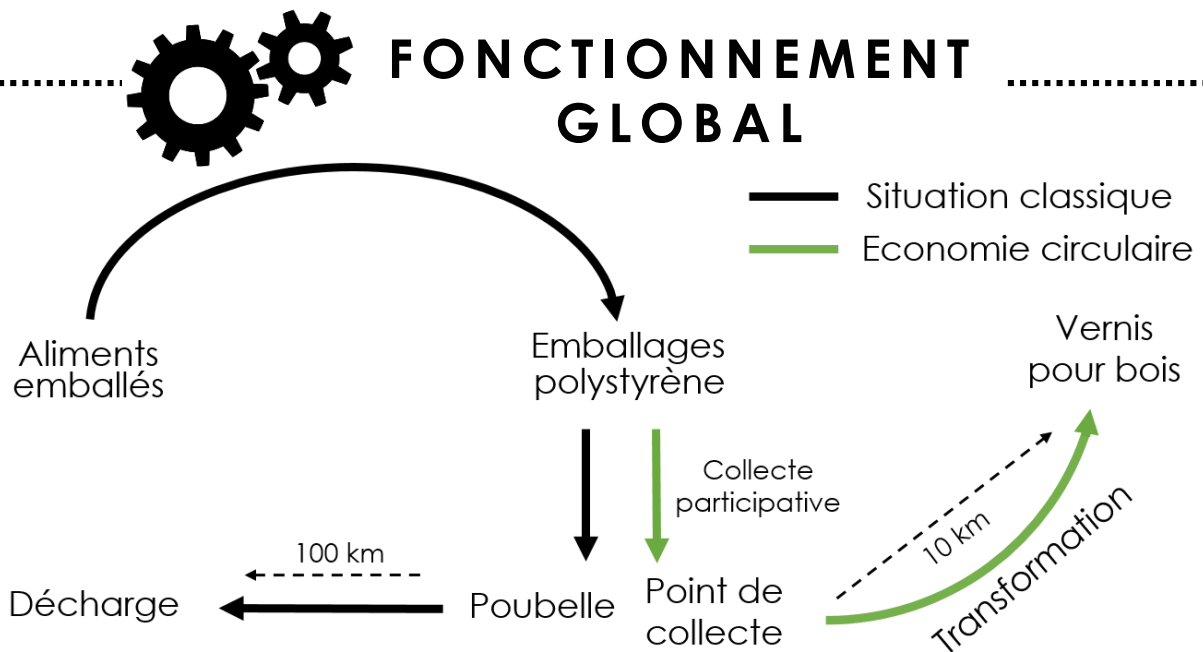 FONCTIONNEMENT
GLOBAL
Situation classique
Economie circulaire
Aliments
emballés
Emballages
polystyrène
Vernis
pour bois
Collecte
participative
10 km
Transformation
100 km
Décharge
Poubelle
Point de
collecte